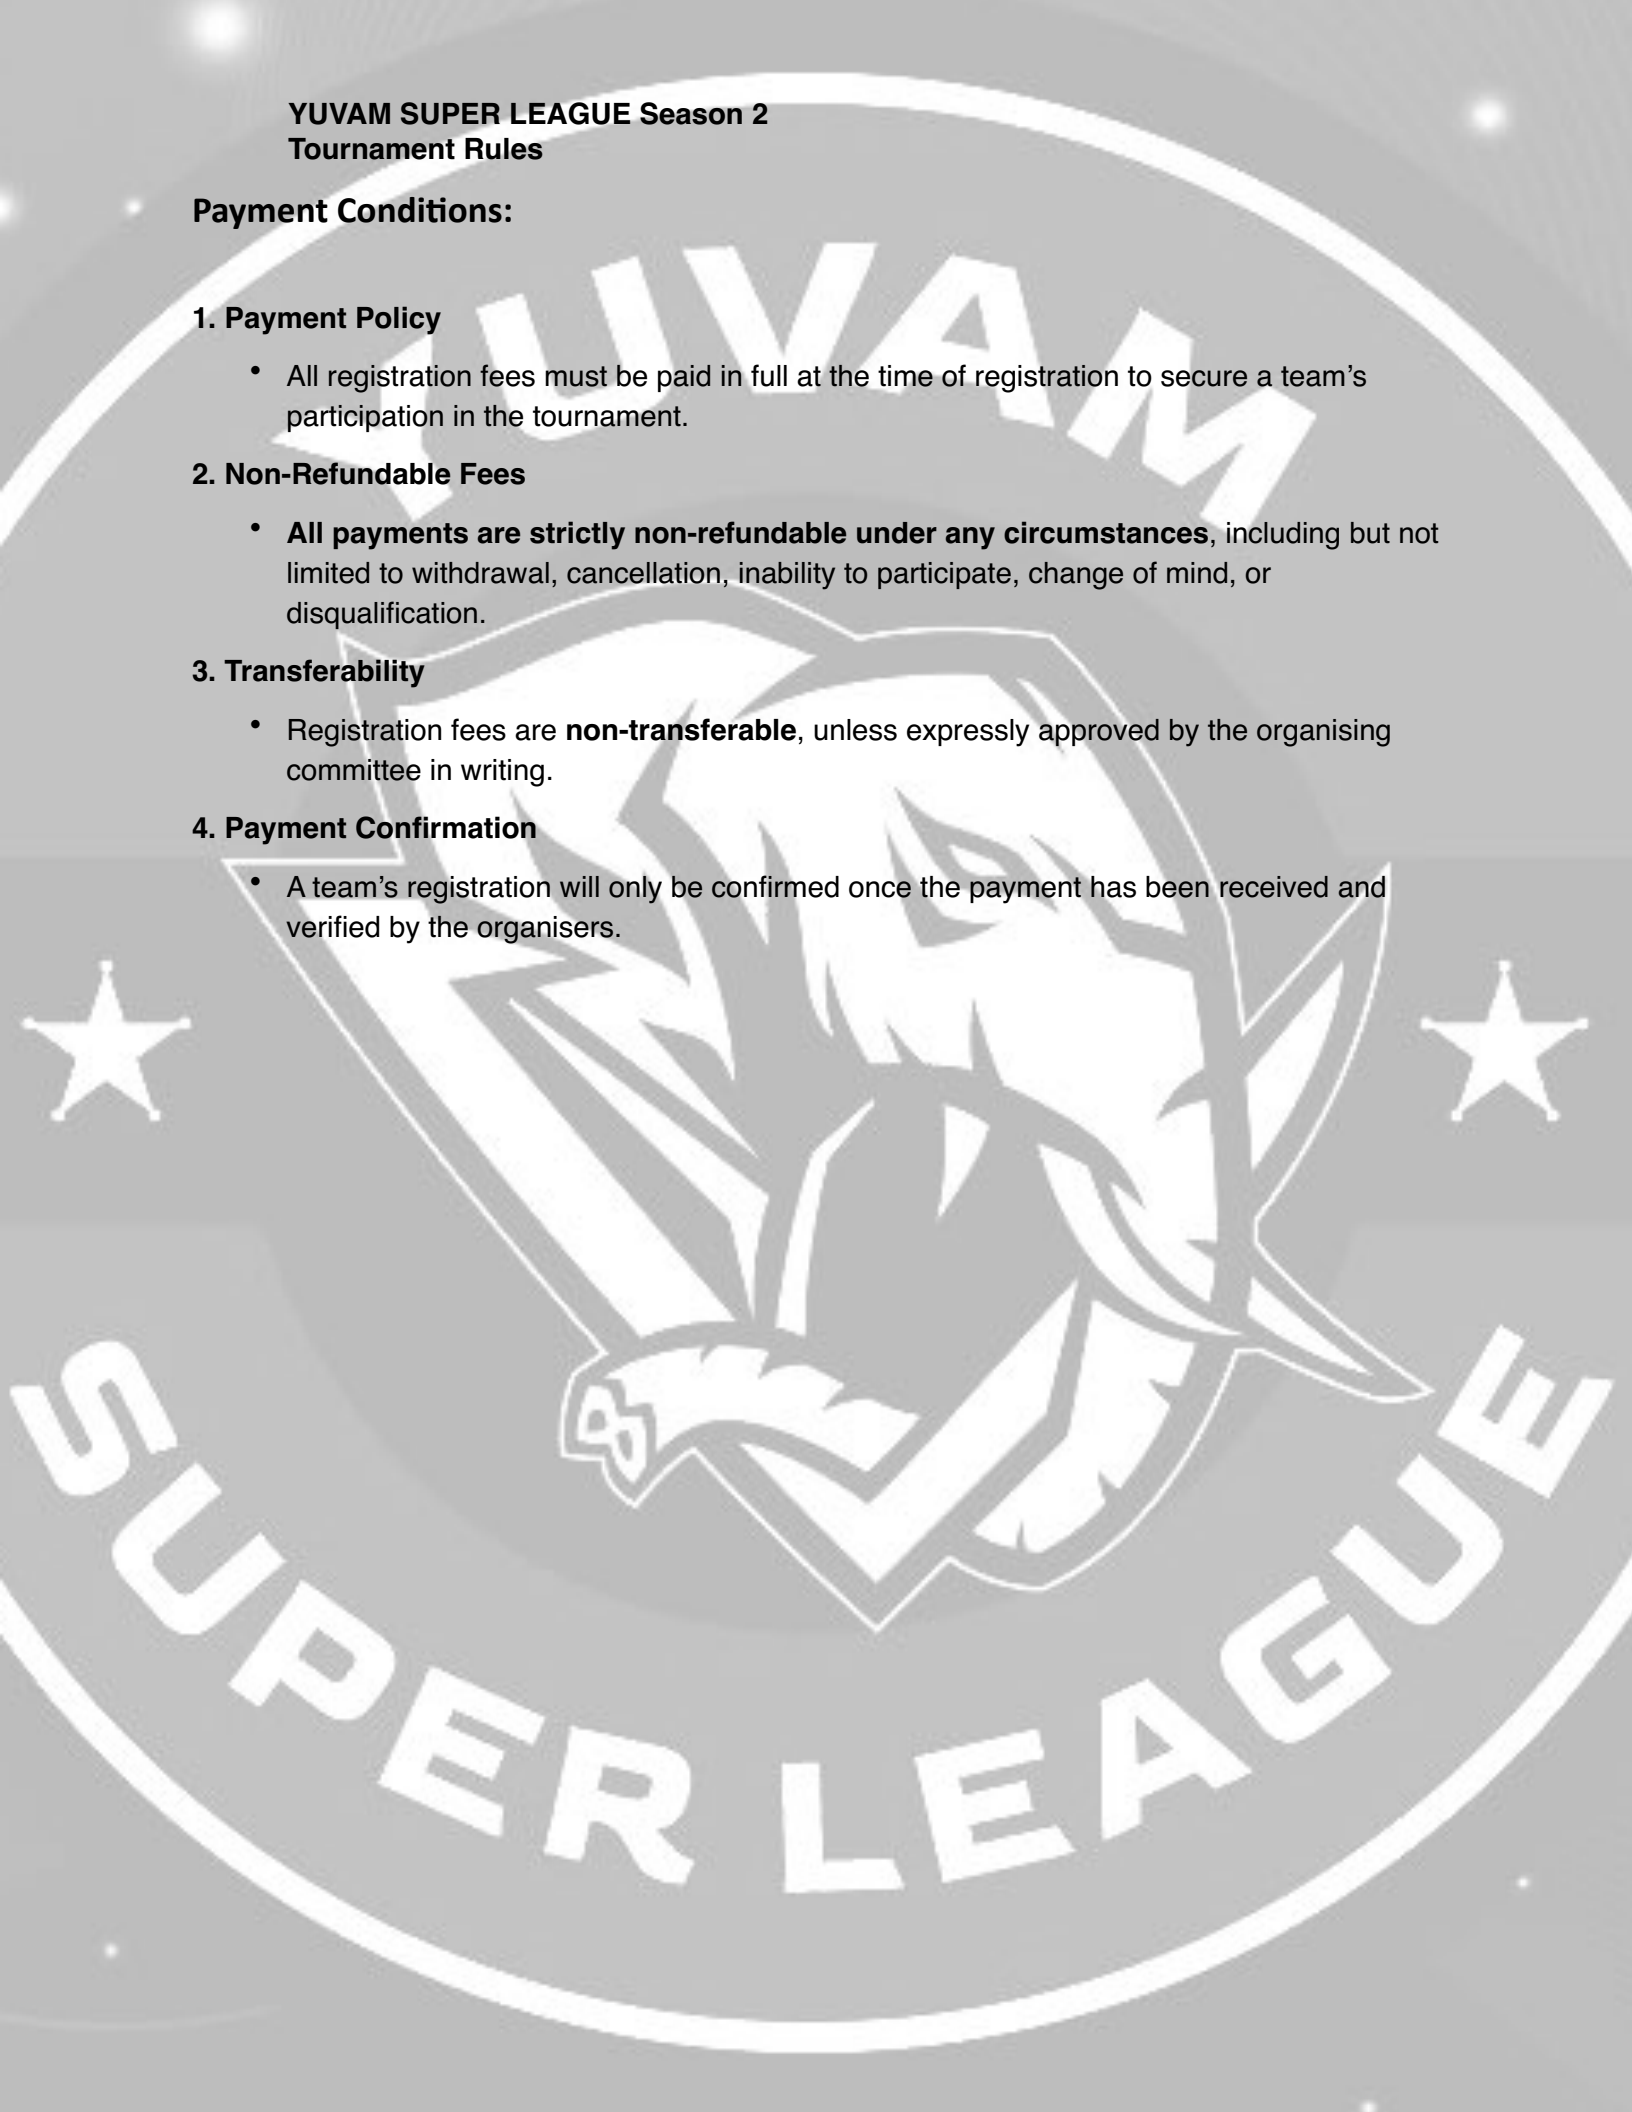 YUVAM SUPER LEAGUE Season 2
Tournament Rules
Payment Conditions:
1. Payment Policy
• All registration fees must be paid in full at the time of registration to secure a team’s
participation in the tournament.
2. Non-Refundable Fees
• All payments are strictly non-refundable under any circumstances, including but not
limited to withdrawal, cancellation, inability to participate, change of mind, or
disqualification.
3. Transferability
• Registration fees are non-transferable, unless expressly approved by the organising
committee in writing.
4. Payment Confirmation
• A team’s registration will only be confirmed once the payment has been received and
verified by the organisers.
YUVAM
SUPER LEAGUE